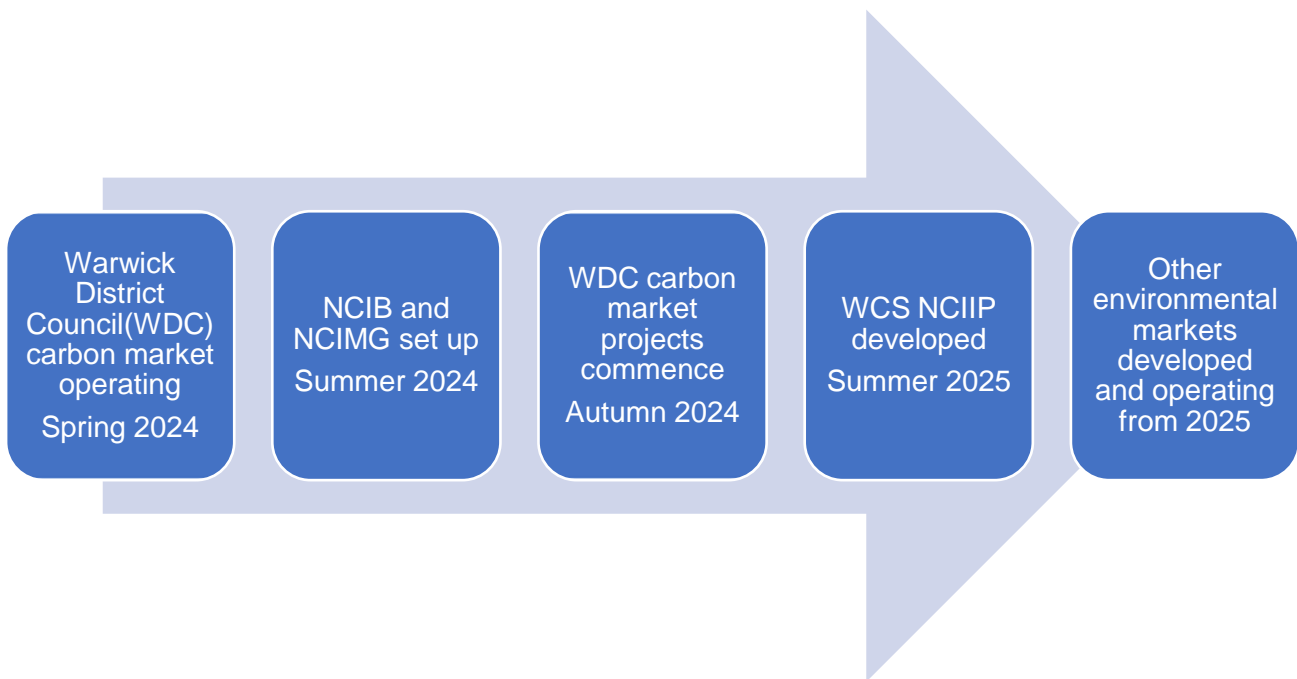 Warwick
District
Council(WDC)
carbon market
operating
Spring 2024
NCIB and
NCIMG set up
Summer 2024
WDC carbon
market
projects
commence
Autumn 2024
WCS NCIIP
developed
Summer 2025
Other
environmental
markets
developed
and operating
from 2025